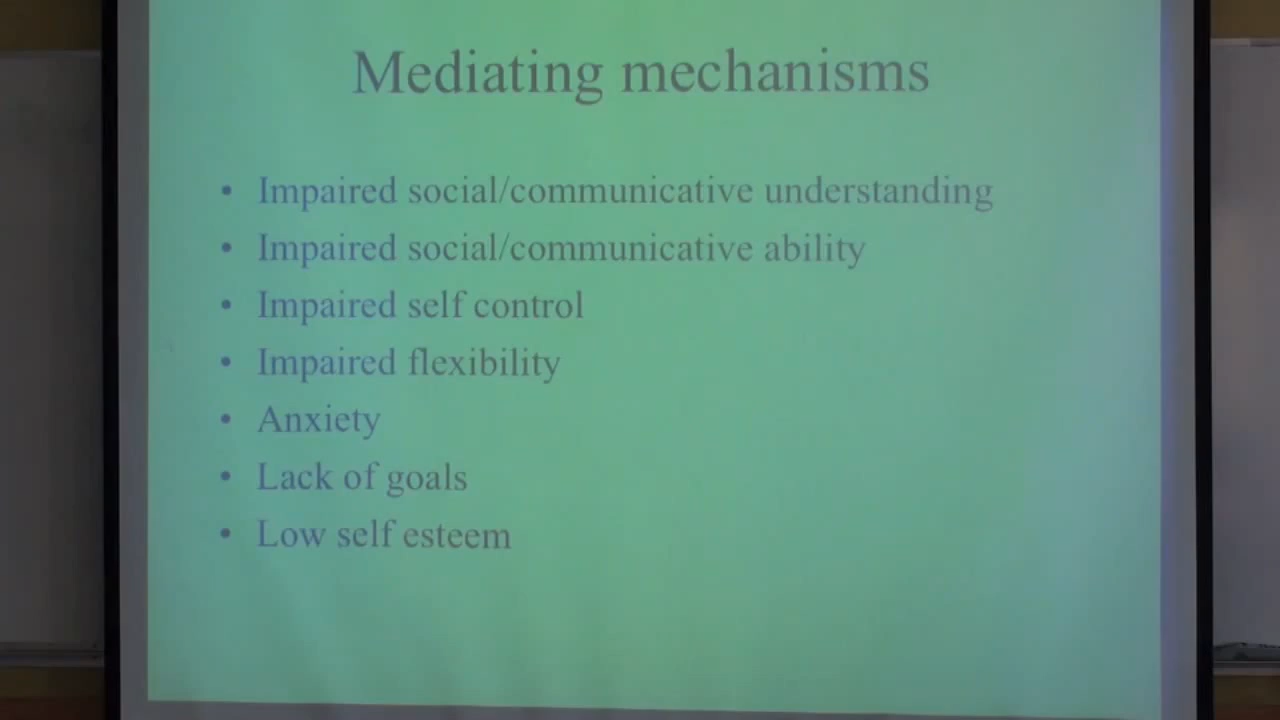 Mediating mechanisms
• Impaired social/communicative understanding
• Impaired social/communicative ability
• Impaired self control
• Impaired flexibility
• Anxiety
• Lack of goals
• Low self esteem